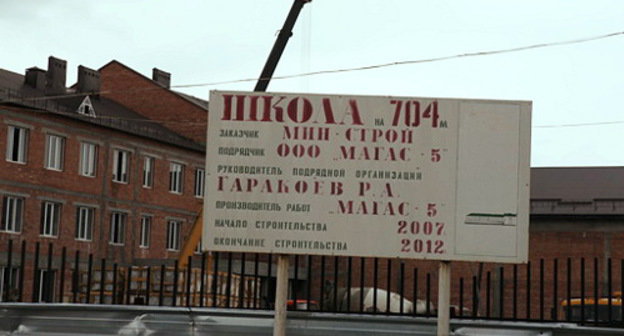 ШКОЛА НА 704 М.
ЗАКАЗЧИК МИН-СТРОЙ
ПОДРЯДЧИК ООО "МАГАС-5"
РУКОВОДИТЕЛЬ ПОДРЯДНОЙ ОРГАНИЗАЦИИ
ГАРАКОЕВ Р.А.
ПРОИЗВОДИТЕЛЬ РАБОТ "МАГАС-5"
НАЧАЛО СТРОИТЕЛЬСТВА 2007.
ОКОНЧАНИЕ СТРОИТЕЛЬСТВА 2012.